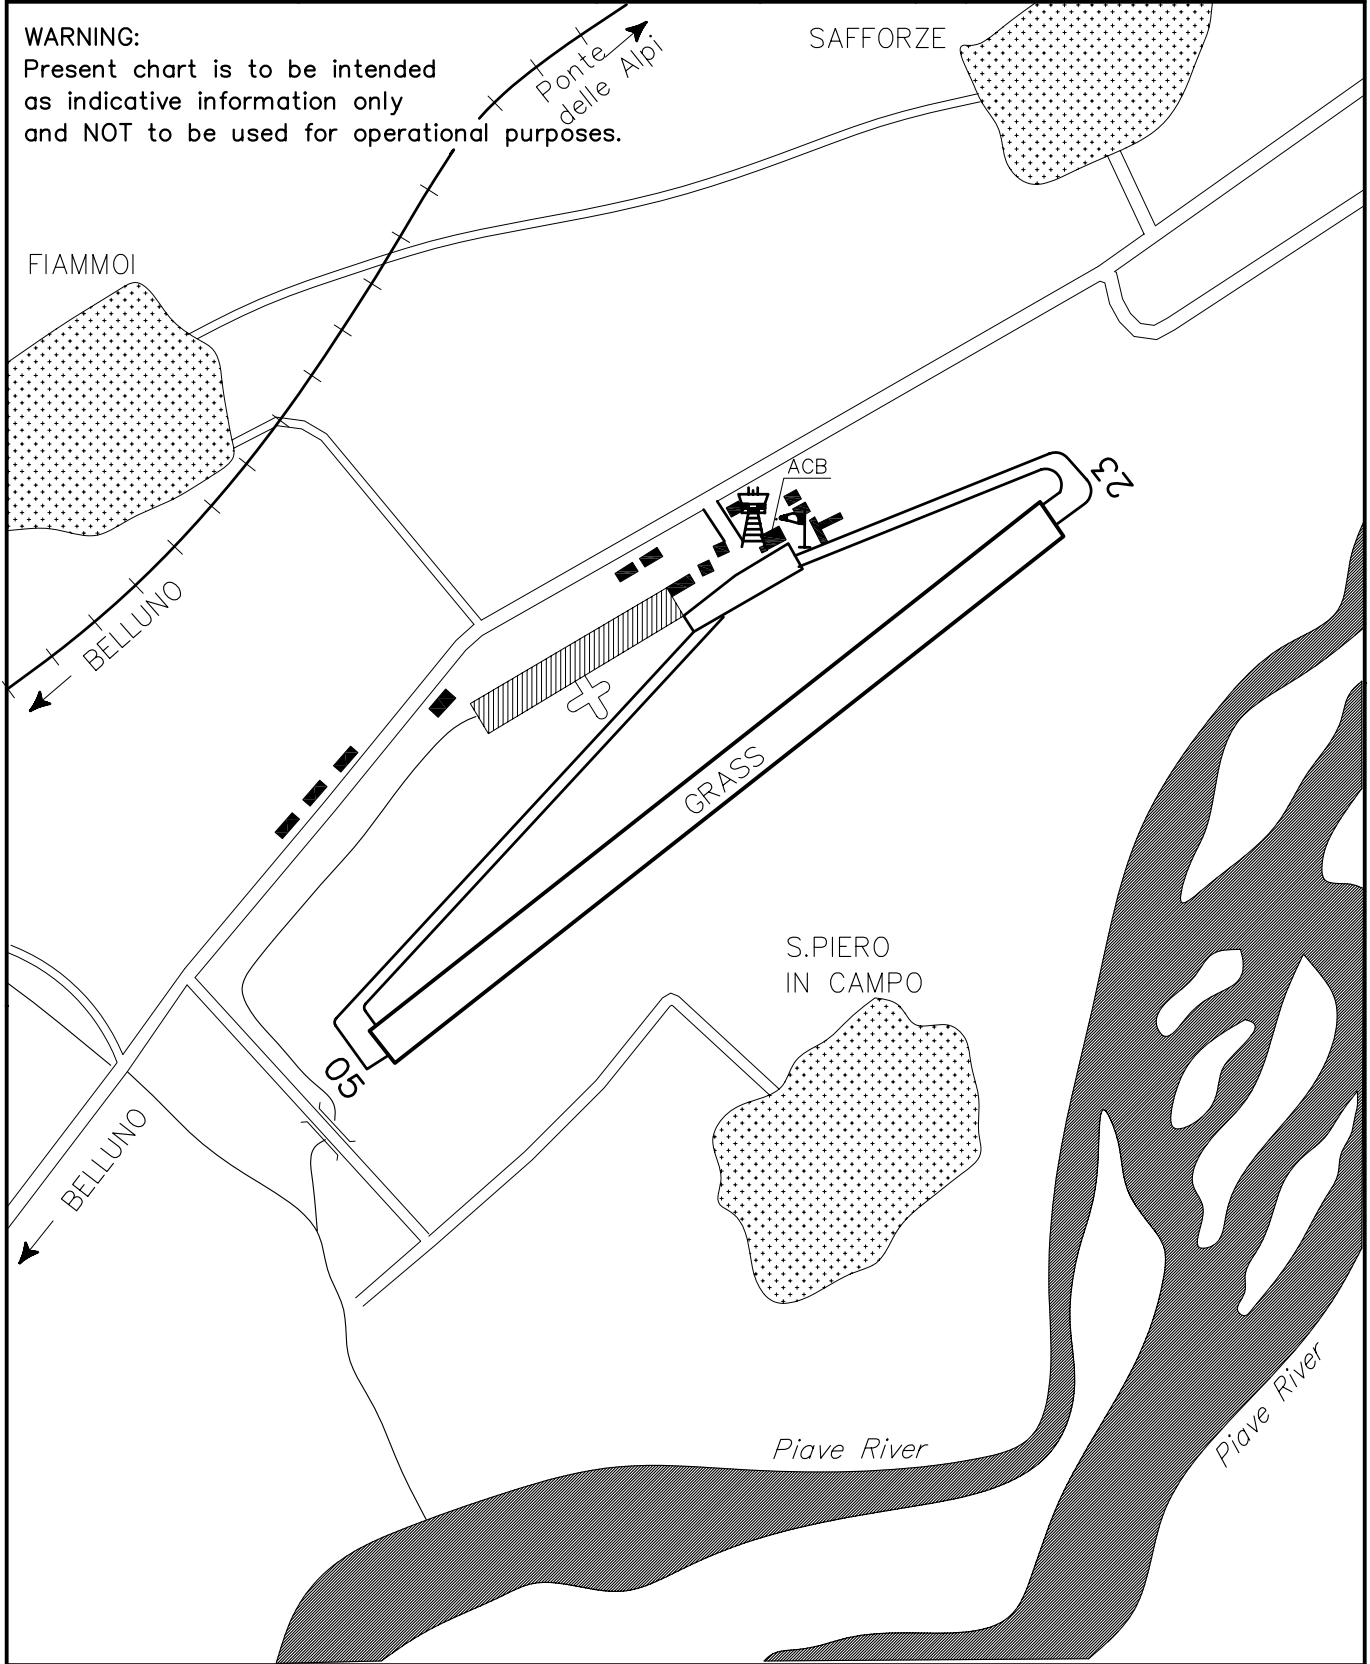 WARNING:
Present chart is to be intended
as indicative information only
and NOT to be used for operational purposes.
Ponte
delle Alpi
SAFFORZE
FIAMMOI
ACB
23
BELLUNO
GRASS
S.PIERO
IN CAMPO
05
BELLUNO
Piave River
Piave River